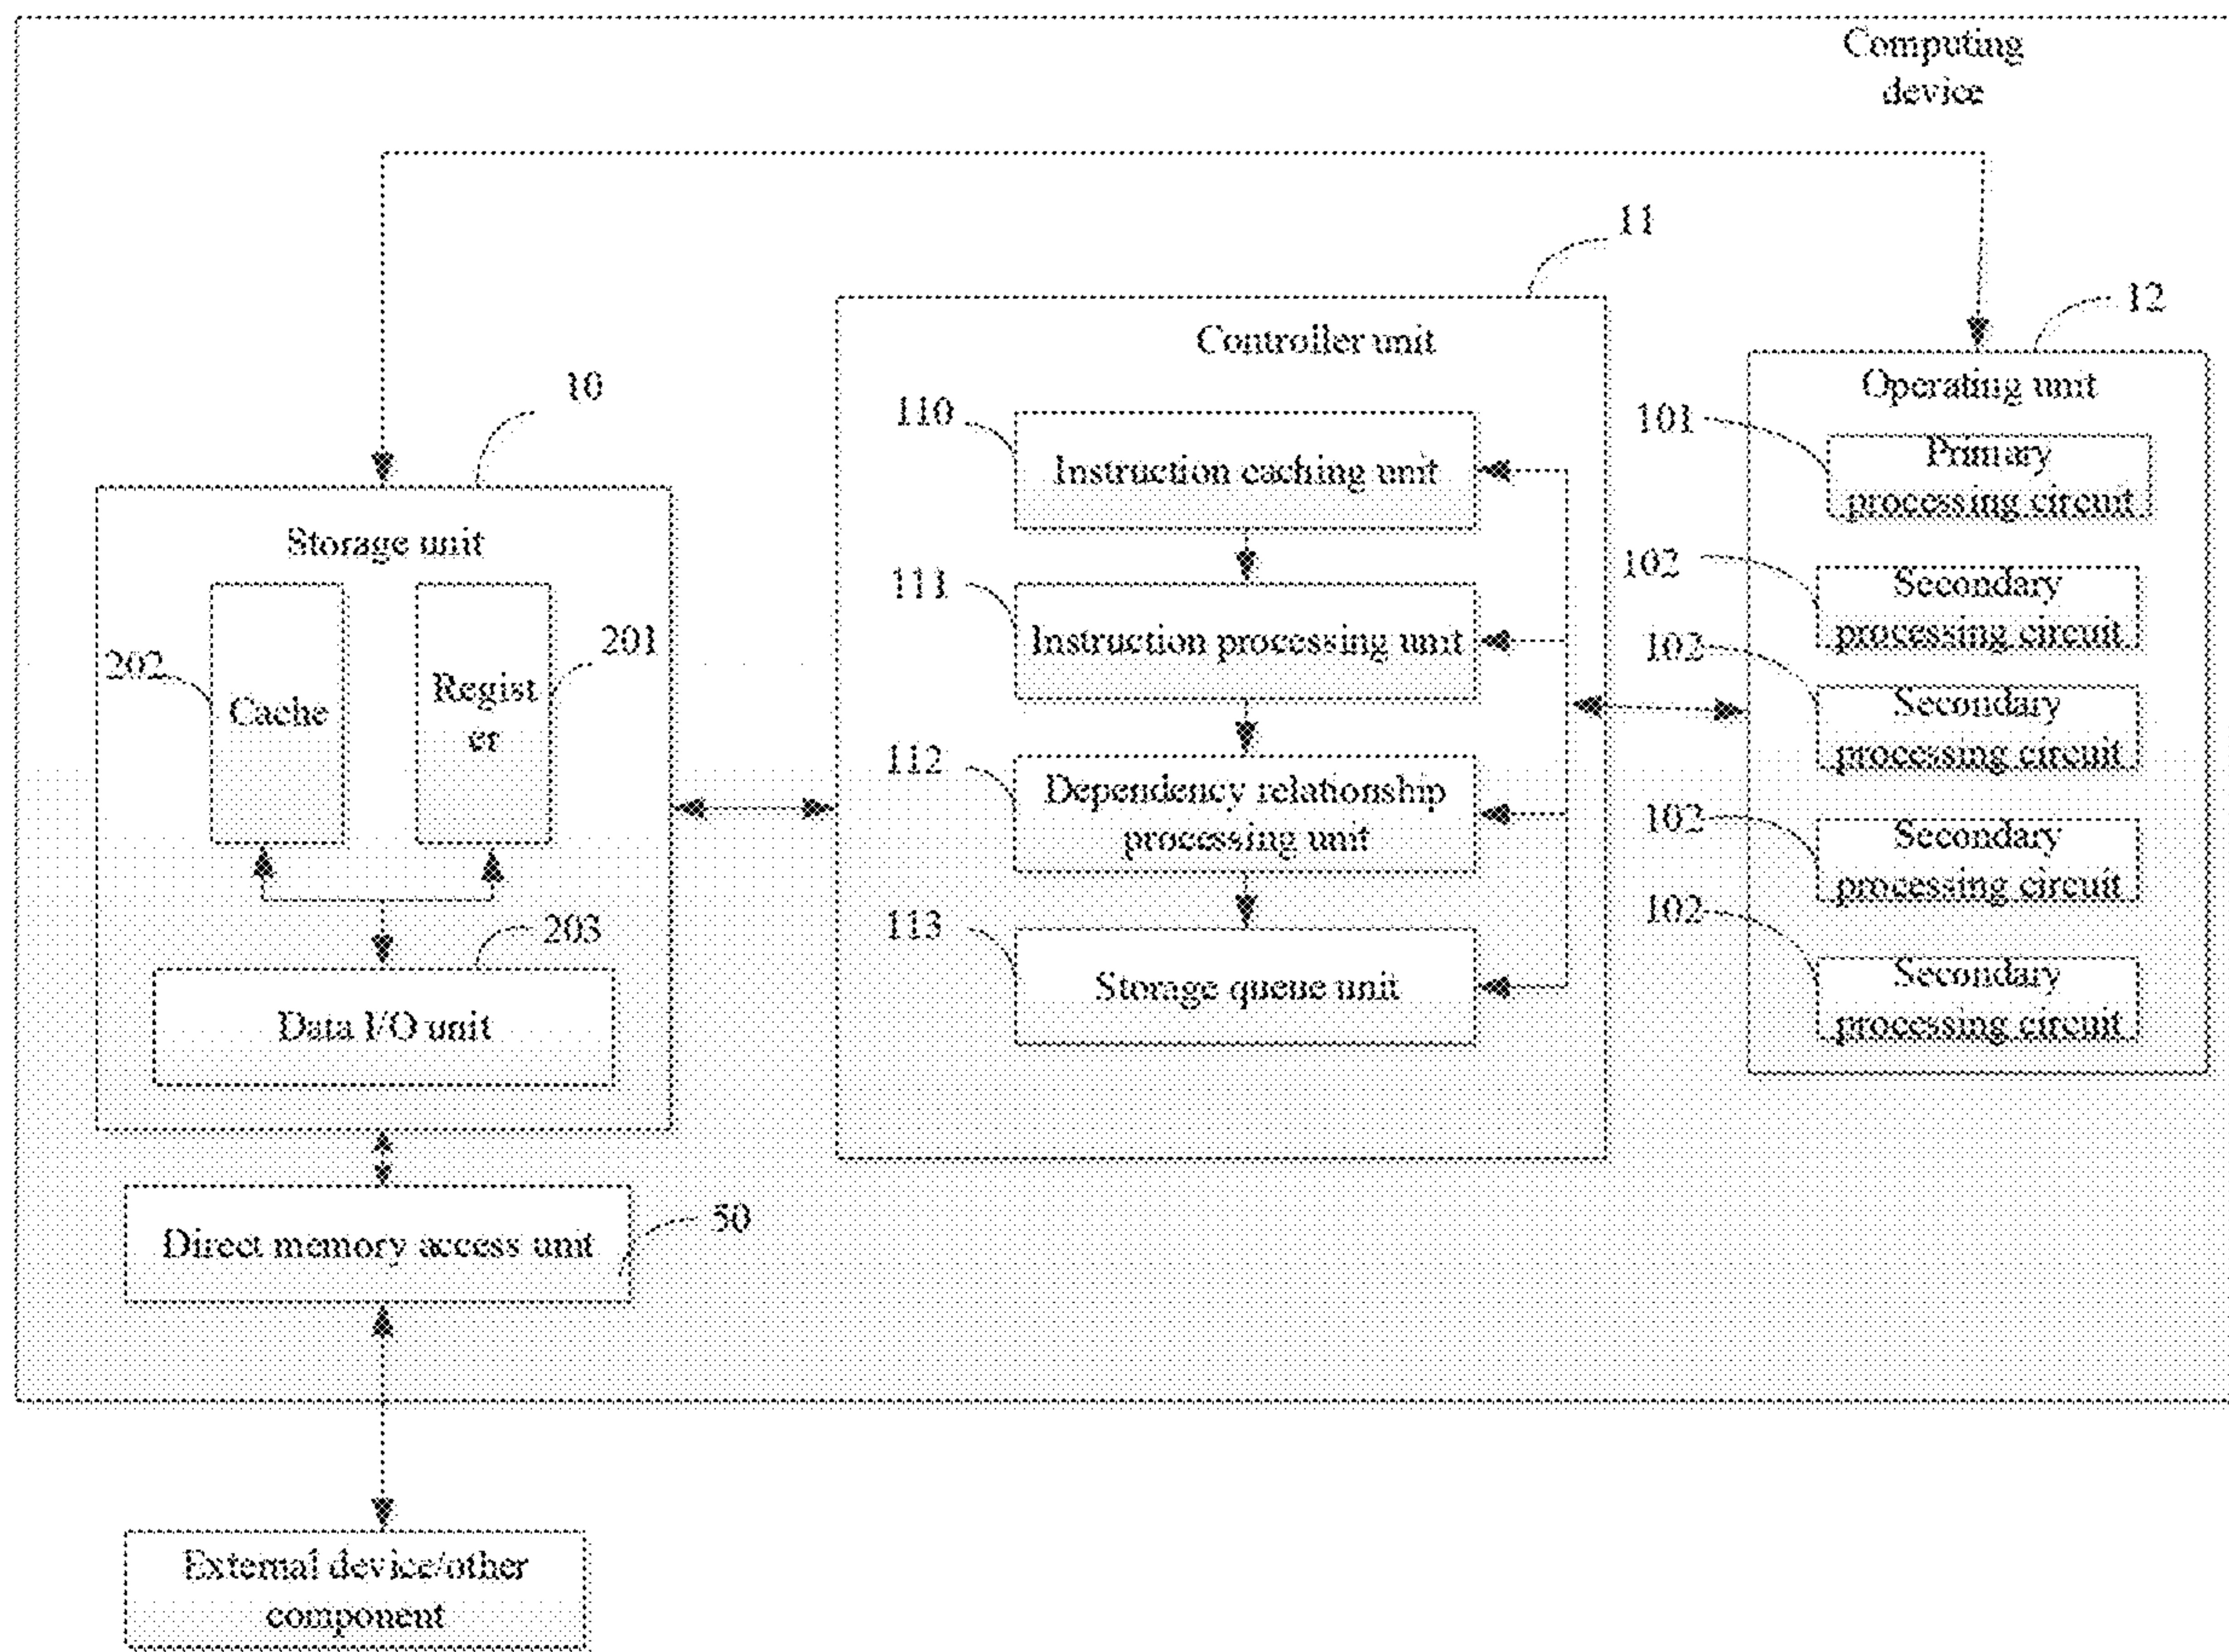 Computing
device
11
12
Controller unit
Operating unit
10
110
101
Instruction caching unit
Primary
processing circuit
Storage unit
111
102
Instruction processing unit
Secondary
processing circuit
202
Cache
Regist
er
201
102
Secondary
processing circuit
112
Dependency relationship
processing unit
102
Secondary
processing circuit
203
Data I/O unit
113
Storage queue unit
102
Secondary
processing circuit
Direct memory access unit
50
External device/other
component